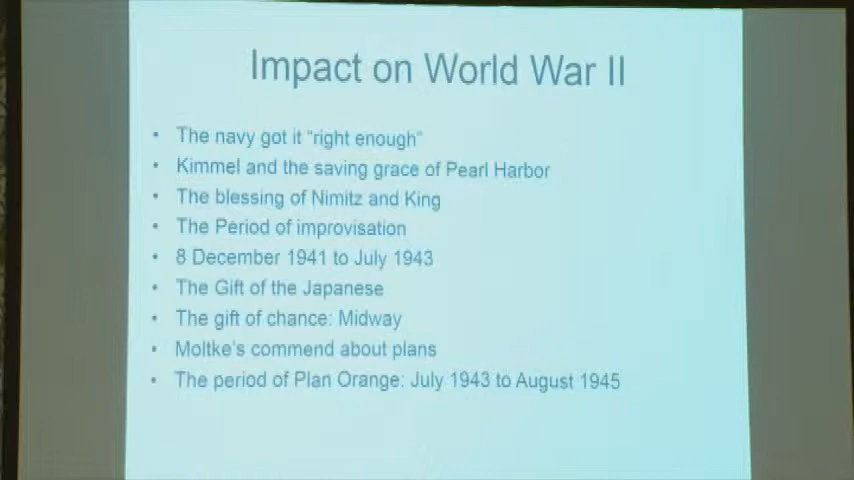 Impact on World War II
• The navy got it "right enough"
• Kimmel and the saving grace of Pearl Harbor
• The blessing of Nimitz and King
• The Period of improvisation
• 8 December 1941 to July 1943
• The Gift of the Japanese
• The gift of chance: Midway
• Moltke's commend about plans
• The period of Plan Orange: July 1943 to August 1945